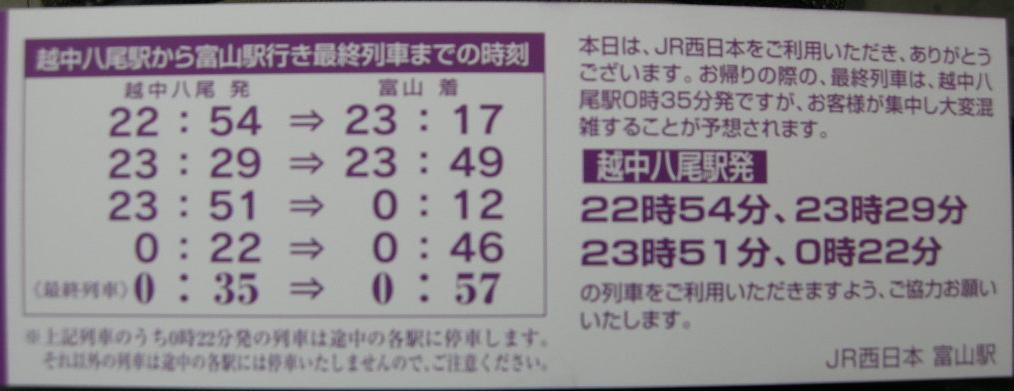 越中八尾駅から富山駅行き最終列車までの時刻
越中八尾 発 富山 着
22:54 ⇒ 23:17
23:29 ⇒ 23:49
23:51 ⇒ 0:12
0:22 ⇒ 0:46
〈最終列車〉0:35 ⇒ 0:57
※上記列車のうち0時22分発の列車は途中の各駅に停車します。
それ以外の列車は途中の各駅には停車いたしませんので、ご注意ください。
本日は、JR西日本をご利用いただき、ありがとう
ございます。お帰りの際の、最終列車は、越中八
尾駅0時35分発ですが、お客様が集中し大変混
雑することが予想されます。
越中八尾駅発
22時54分、23時29分
23時51分、0時22分
の列車をご利用いただきますよう、ご協力お願い
いたします。
JR西日本 富山駅